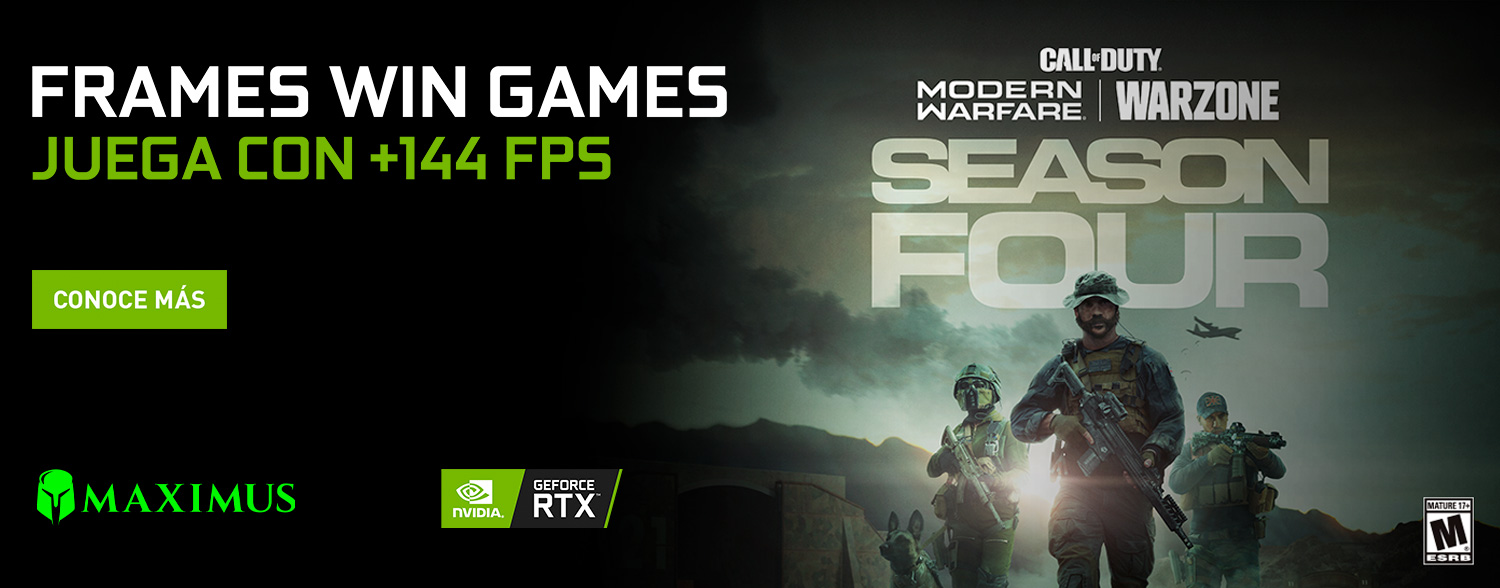 FRAMES WIN GAMES
JUEGA CON +144 FPS
CONOCE MÁS
MAXIMUS
NVIDIA.
GEFORCE
RTX™
CALL OF DUTY
MODERN
WARFARE
WARZONE
SEASON
FOUR
MATURE 17+
M
ESRB